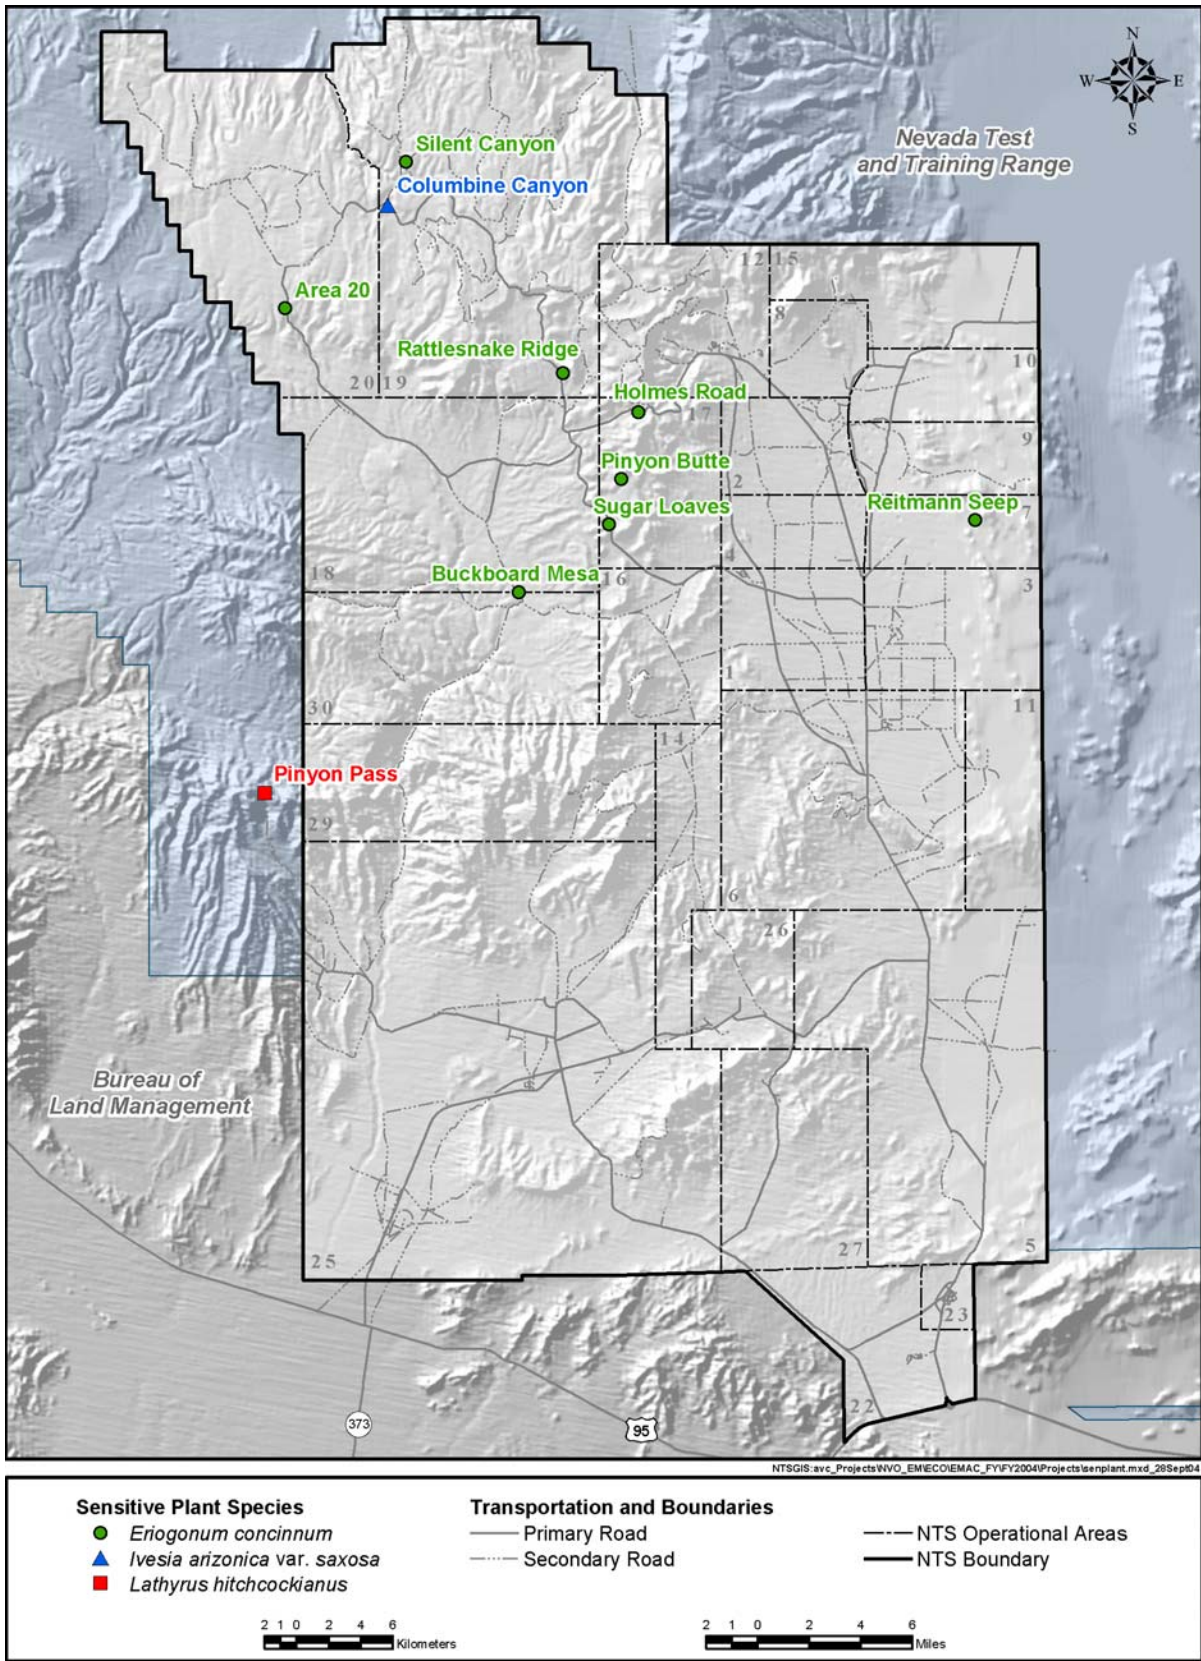 N
W E
S
Nevada Test
and Training Range
Silent Canyon
Columbine Canyon
12 15
8
Area 20
Rattlesnake Ridge
10
20 19
Holmes Road
17
9
Pinyon Butte
2
Sugar Loaves
Reitmann Seep
7
4
18
Buckboard Mesa
16
3
1
30
11
14
Pinyon Pass
29
6
26
Bureau of
Land Management
25
27
5
23
22
373
95
NTSGIS:avc_Projects\NVO_EM\ECO\EMAC_FY\FY2004\Projects\senplant.mxd_28Sept04
Sensitive Plant Species
Eriogonum concinnum
Ivesia arizonica var. saxosa
Lathyrus hitchcockianus
Transportation and Boundaries
Primary Road
Secondary Road
NTS Operational Areas
NTS Boundary
2 1 0 2 4 6
Kilometers
2 1 0 2 4 6
Miles